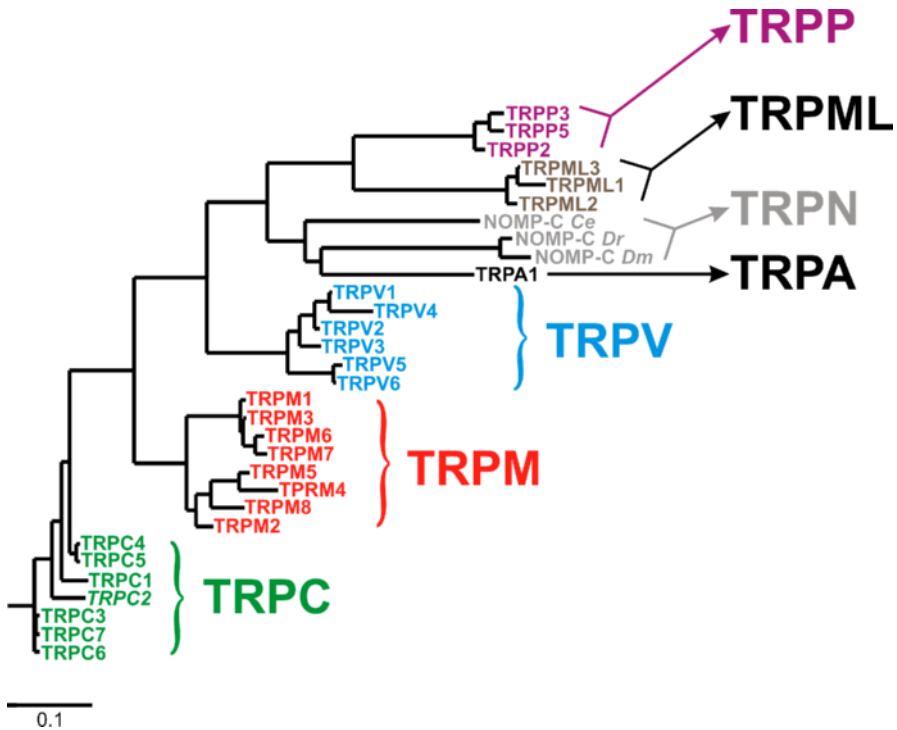 TRPP
TRPML
TRPP3
TRPP5
TRPP2
TRPML3
TRPML1
TRPML2
TRPN
NOMP-C Ce
NOMP-C Dr
NOMP-C Dm
TRPA1
TRPA
TRPV1
TRPV4
TRPV2
TRPV3
TRPV5
TRPV6
TRPV
TRPM1
TRPM3
TRPM6
TRPM7
TRPM5
TPRM4
TRPM8
TRPM2
TRPM
TRPC4
TRPC5
TRPC1
TRPC2
TRPC3
TRPC7
TRPC6
TRPC
0.1